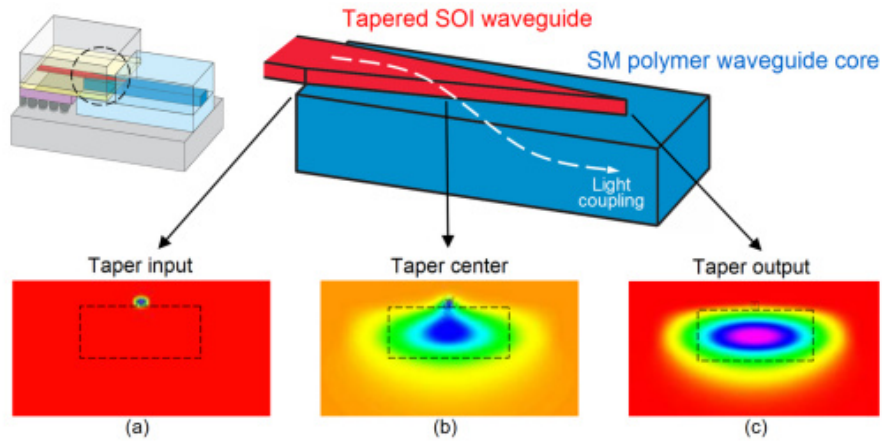 Tapered SOI waveguide
SM polymer waveguide core
Light
coupling
Taper input
Taper center
Taper output
(a)
(b)
(c)